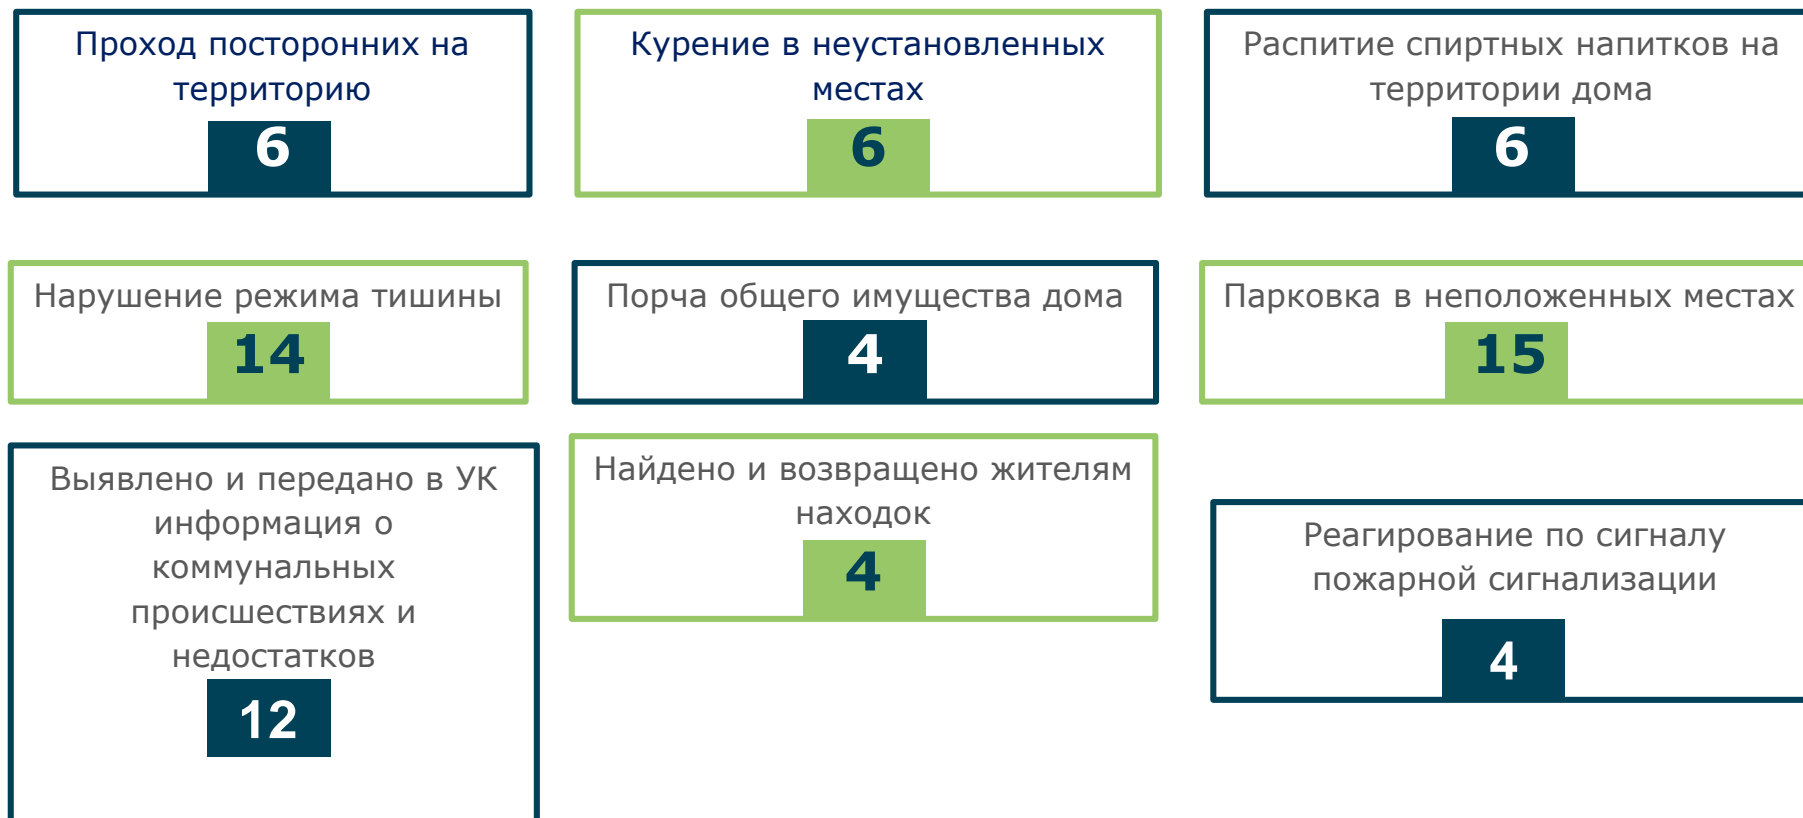 Проход посторонних на
территорию
6
Курение в неустановленных
местах
6
Распитие спиртных напитков на
территории дома
6
Нарушение режима тишины
14
Порча общего имущества дома
4
Парковка в неположенных местах
15
Выявлено и передано в УК
информация о
коммунальных
происшествиях и
недостатков
12
Найдено и возвращено жителям
находок
4
Реагирование по сигналу
пожарной сигнализации
4